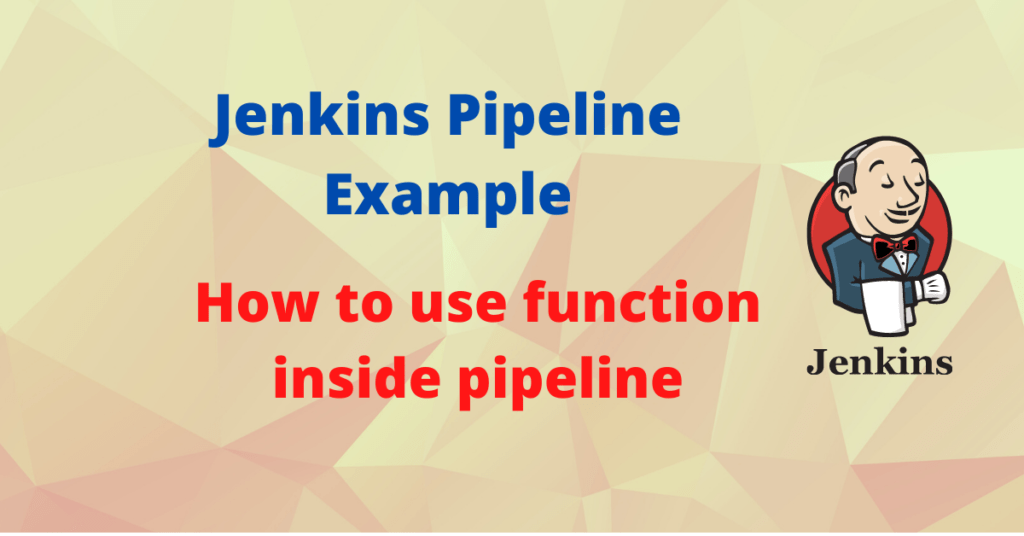 Jenkins Pipeline
Example
How to use function
inside pipeline
Jenkins